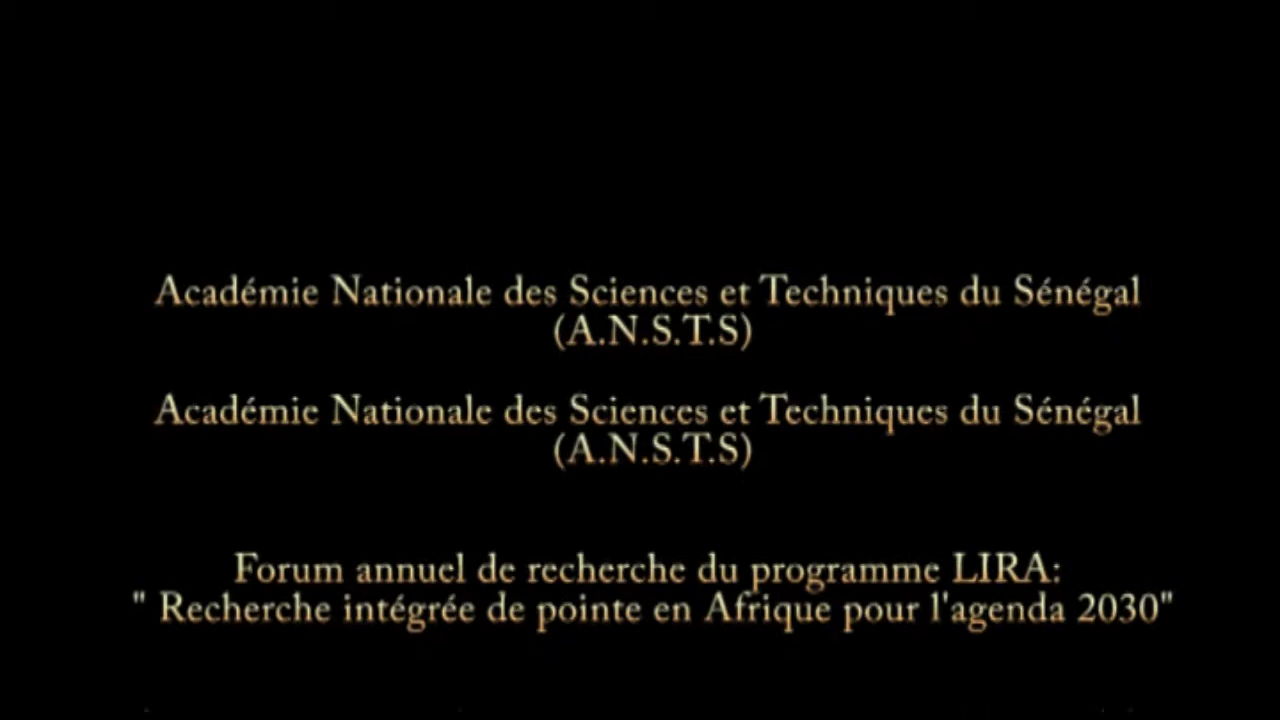 Académie Nationale des Sciences et Techniques du Sénégal
(A.N.S.T.S)
Académie Nationale des Sciences et Techniques du Sénégal
(A.N.S.T.S)
Forum annuel de recherche du programme LIRA:
" Recherche intégrée de pointe en Afrique pour l'agenda 2030"